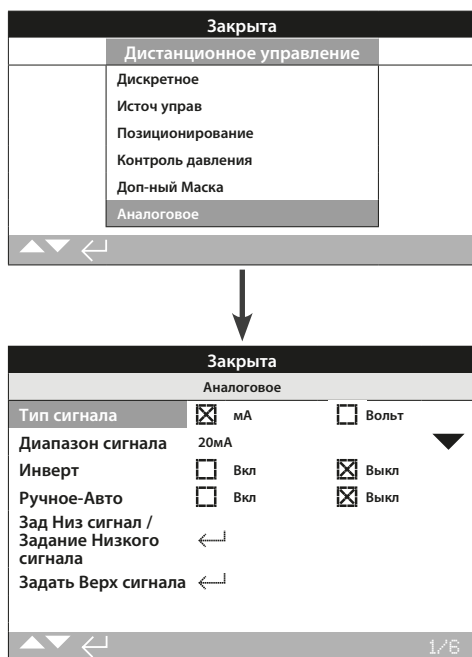 Закрыта
Дистанционное управление
Дискретное
Источ управ
Позиционирование
Контроль давления
Доп-ный Маска
Аналоговое
Закрыта
Аналоговое
Тип сигнала мА Вольт
Диапазон сигнала 20мА
Инверт Вкл Выкл
Ручное-Авто Вкл Выкл
Зад Низ сигнал /
Задание Низкого
сигнала
Задать Верх сигнала
1/6